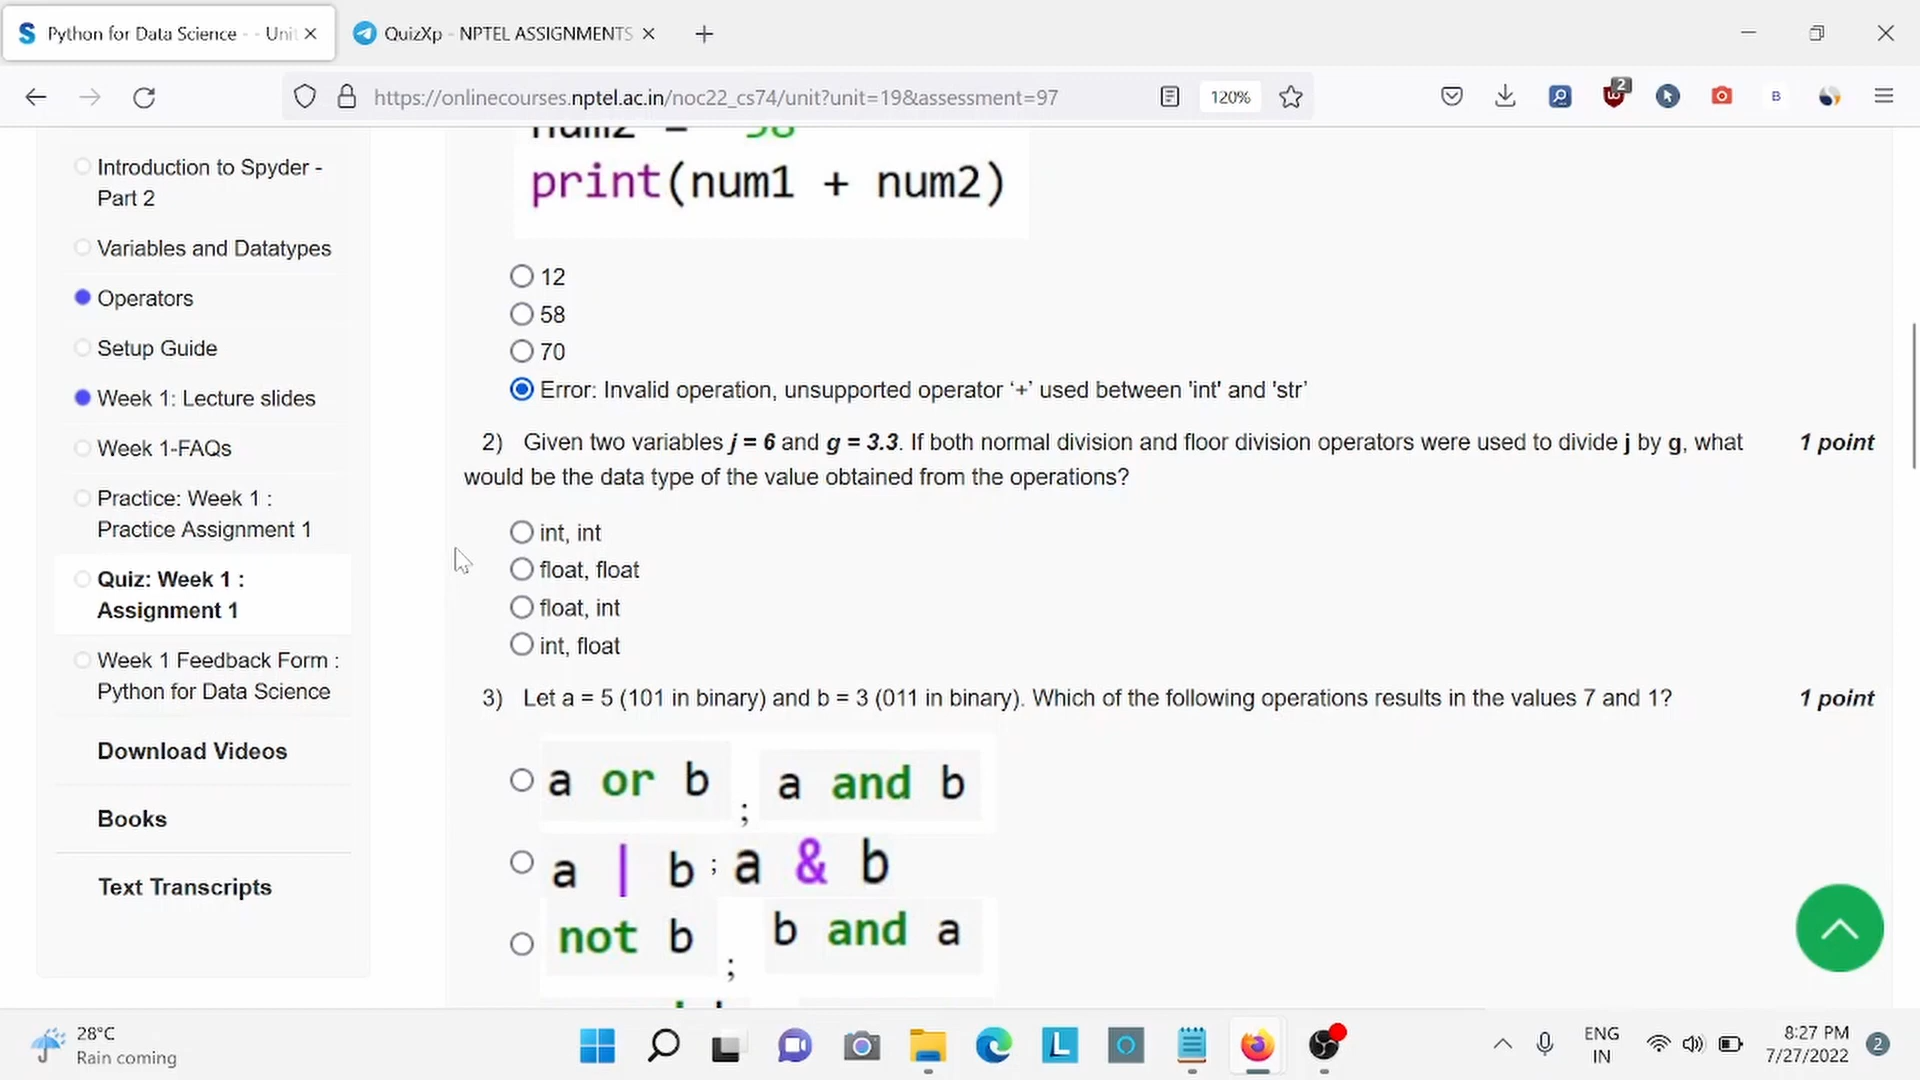 Python for Data Science - - Unit
QuizXp - NPTEL ASSIGNMENTS
https://onlinecourses.nptel.ac.in/noc22_cs74/unit?unit=19&assessment=97
120%
2
B
Introduction to Spyder -
Part 2
Variables and Datatypes
Operators
Setup Guide
Week 1: Lecture slides
Week 1-FAQs
Practice: Week 1 :
Practice Assignment 1
Quiz: Week 1 :
Assignment 1
Week 1 Feedback Form :
Python for Data Science
Download Videos
Books
Text Transcripts
print(num1 + num2)
12
58
70
Error: Invalid operation, unsupported operator ‘+’ used between 'int' and 'str’
2) Given two variables j = 6 and g = 3.3. If both normal division and floor division operators were used to divide j by g, what
would be the data type of the value obtained from the operations?
1 point
int, int
float, float
float, int
int, float
3) Let a = 5 (101 in binary) and b = 3 (011 in binary). Which of the following operations results in the values 7 and 1?
1 point
a or b ; a and b
a | b ; a & b
not b ; b and a
28°C
Rain coming
L
ENG
IN
8:27 PM
7/27/2022
2